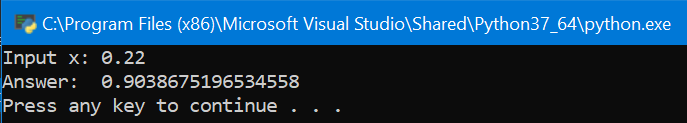 C:\Program Files (x86)\Microsoft Visual Studio\Shared\Python37_64\python.exe
Input x: 0.22
Answer:  0.9038675196534558
Press any key to continue . . .